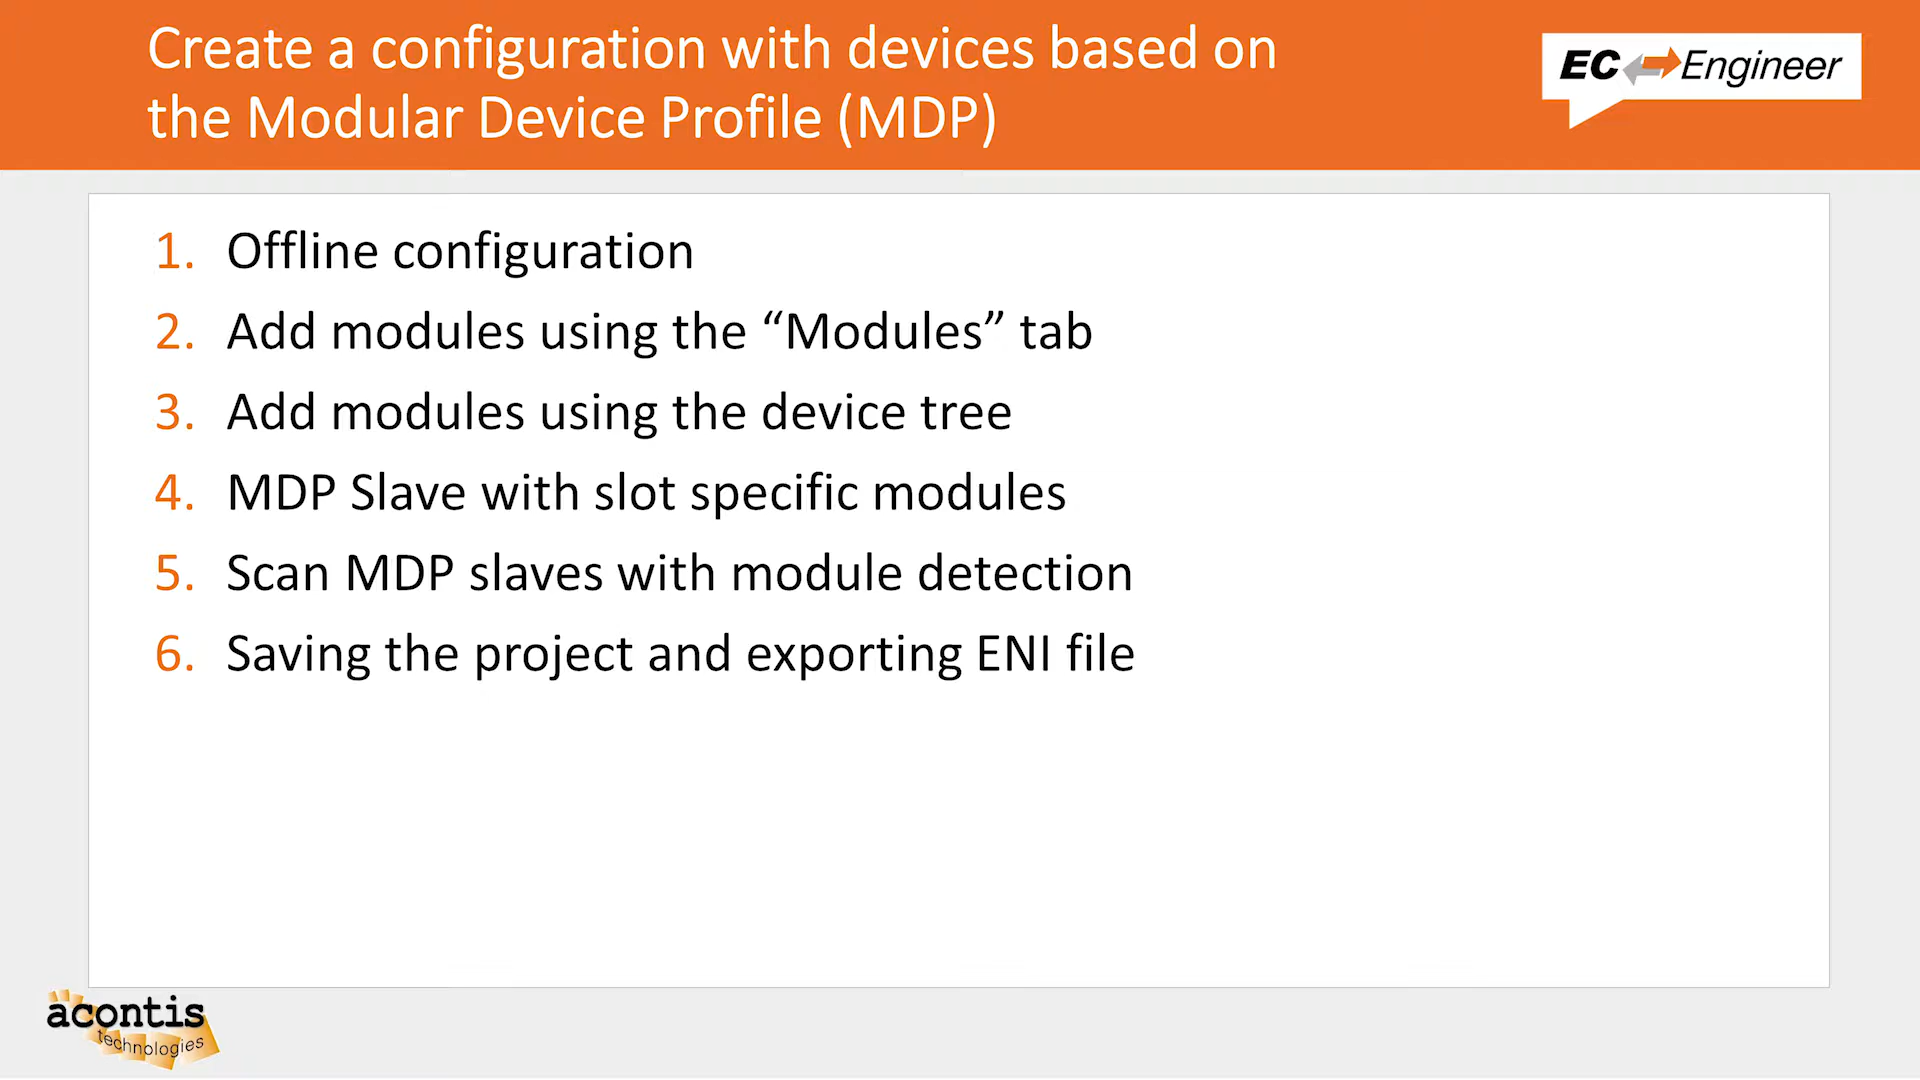 Create a configuration with devices based on
the Modular Device Profile (MDP)
EC Engineer
1. Offline configuration
2. Add modules using the “Modules” tab
3. Add modules using the device tree
4. MDP Slave with slot specific modules
5. Scan MDP slaves with module detection
6. Saving the project and exporting ENI file
acontis
technologies